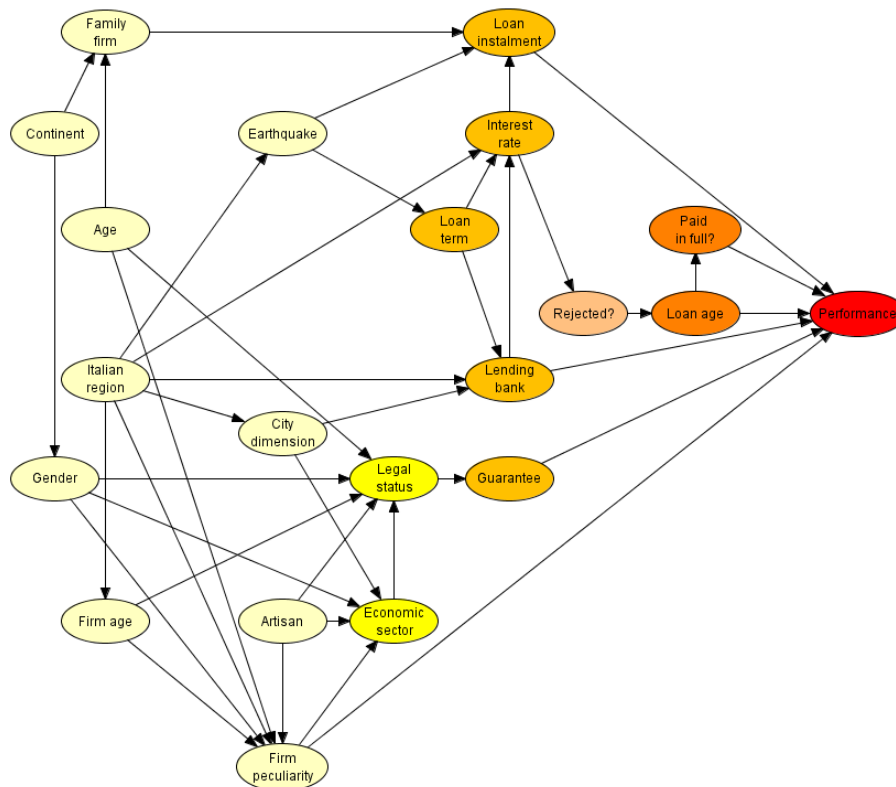 Family
firm
Loan
instalment
Continent
Earthquake
Interest
rate
Age
Loan
term
Paid
in full?
Rejected?
Loan age
Performance
Italian
region
Lending
bank
City
dimension
Gender
Legal
status
Guarantee
Firm age
Artisan
Economic
sector
Firm
peculiarity